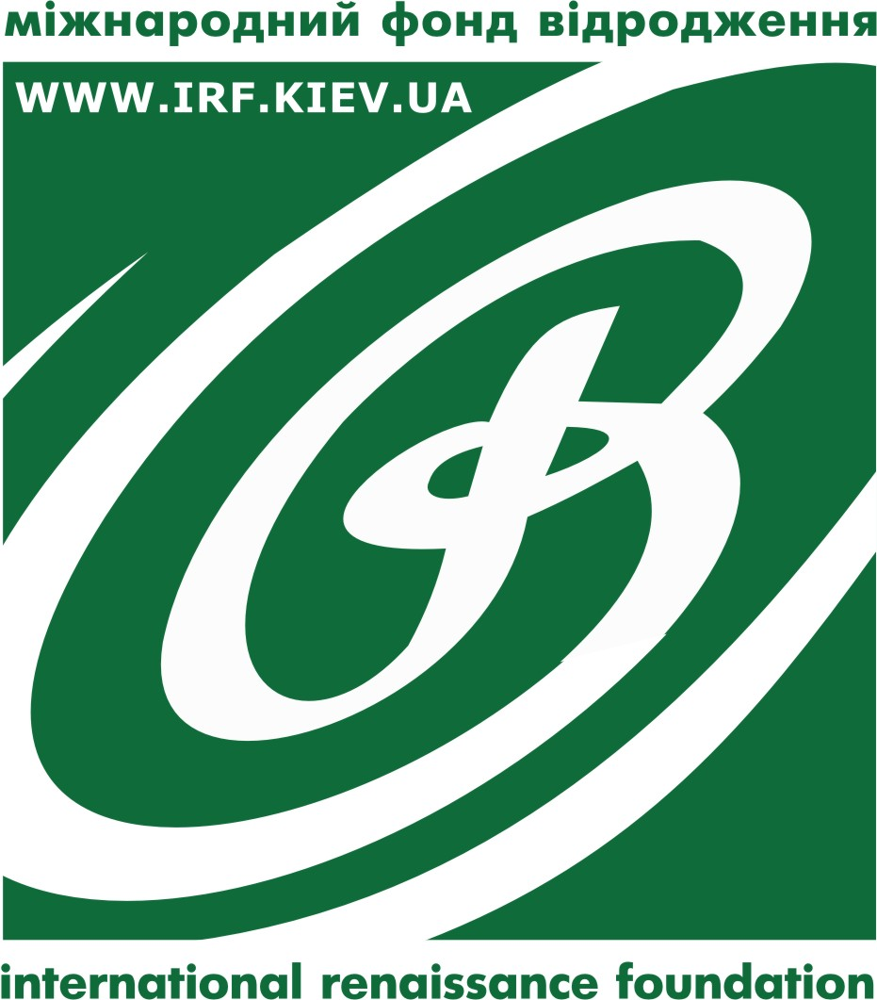 міжнародний фонд відродження
WWW.IRF.KIEV.UA
international renaissance foundation